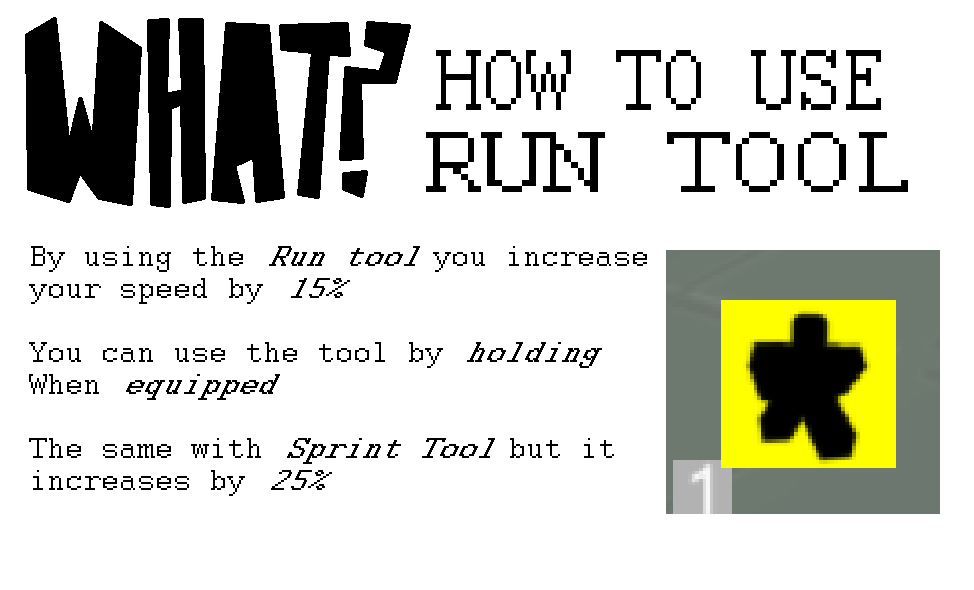 WHAT?
HOW TO USE
RUN TOOL
By using the Run tool you increase
your speed by 15%
You can use the tool by holding
When equipped
The same with Sprint Tool but it
increases by 25%
1